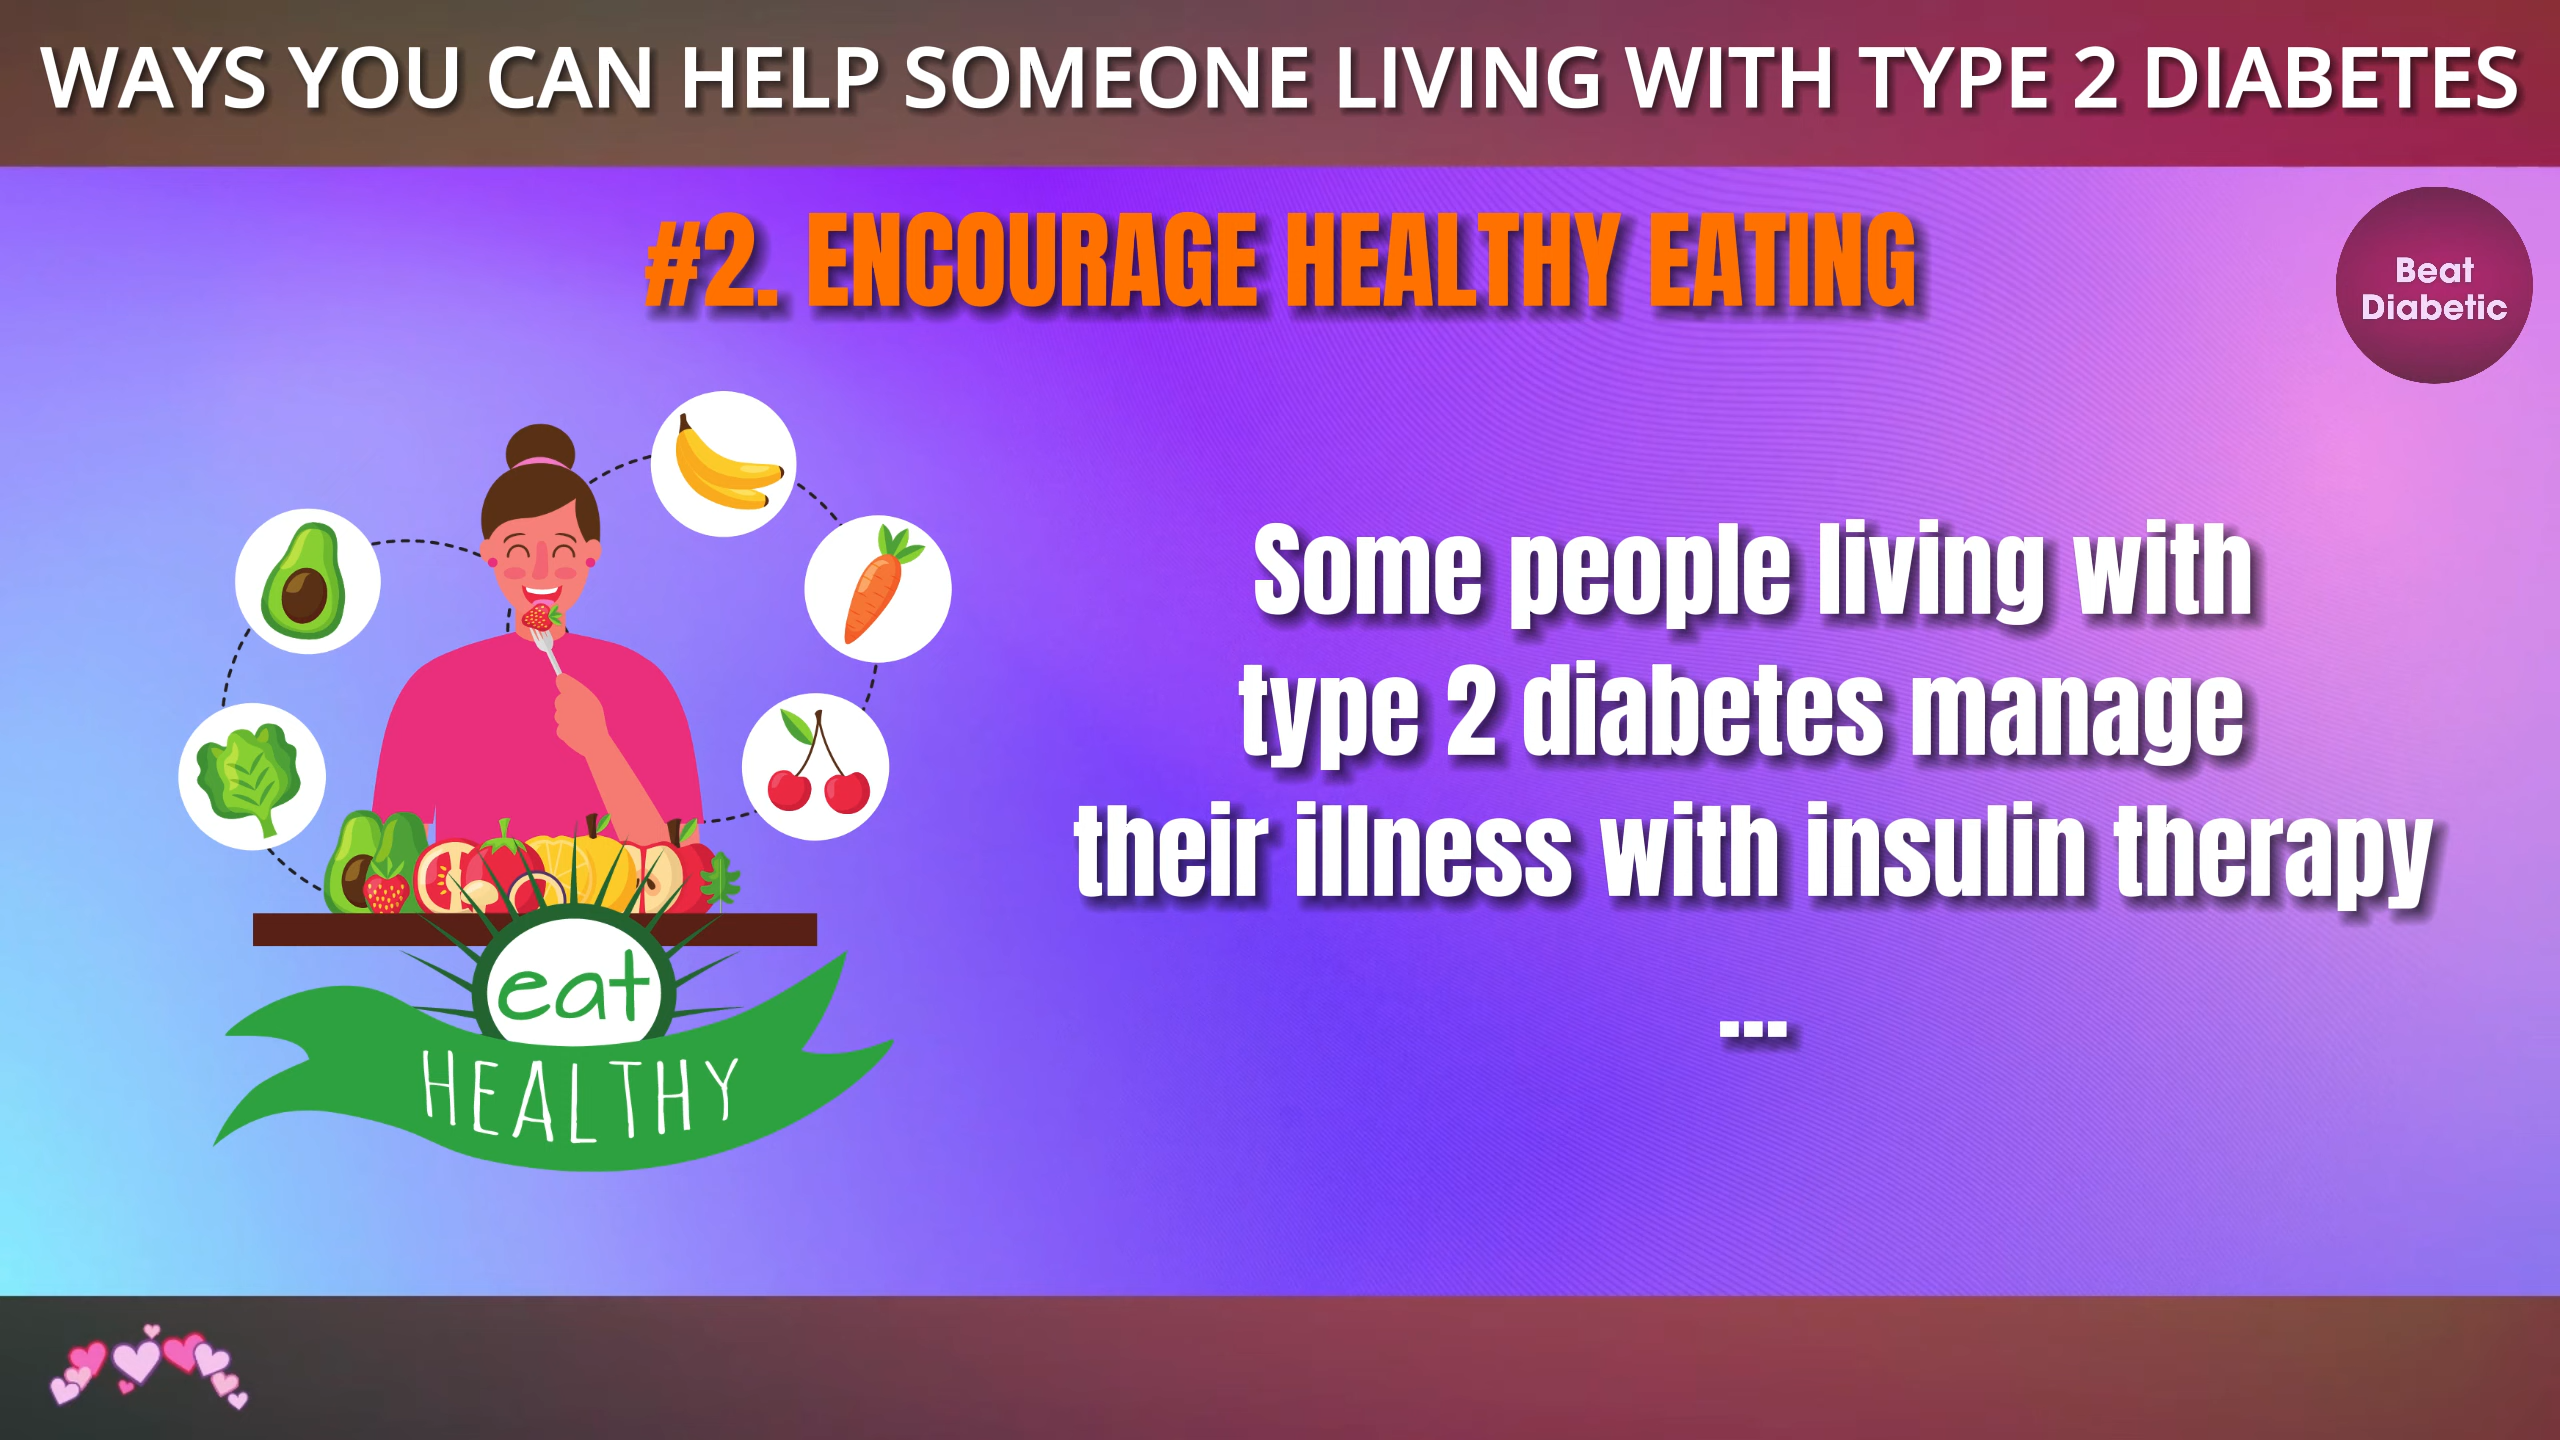 WAYS YOU CAN HELP SOMEONE LIVING WITH TYPE 2 DIABETES
#2. ENCOURAGE HEALTHY EATING
Beat
Diabetic
Some people living with
type 2 diabetes manage
their illness with insulin therapy
...
eat
HEALTHY